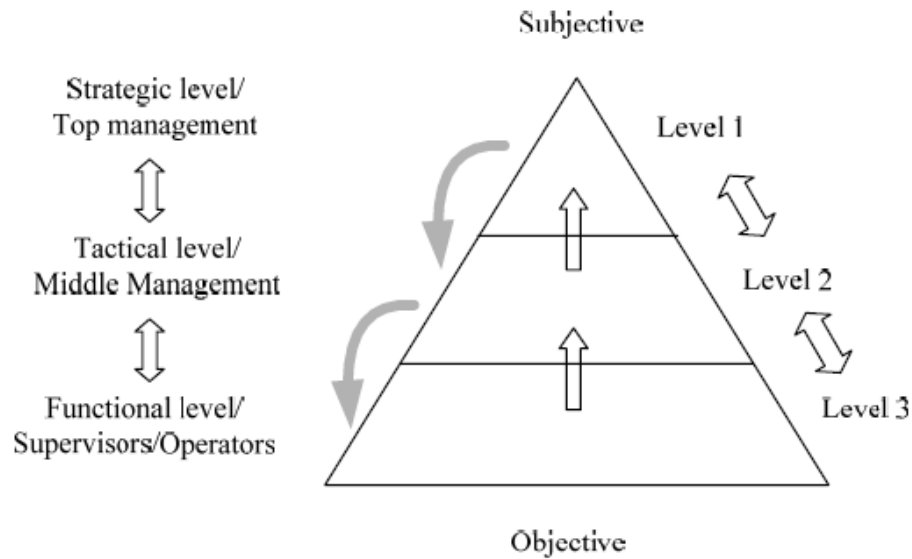 Subjective
Strategic level/
Top management
Level 1
Tactical level/
Middle Management
Level 2
Functional level/
Supervisors/Operators
Level 3
Objective